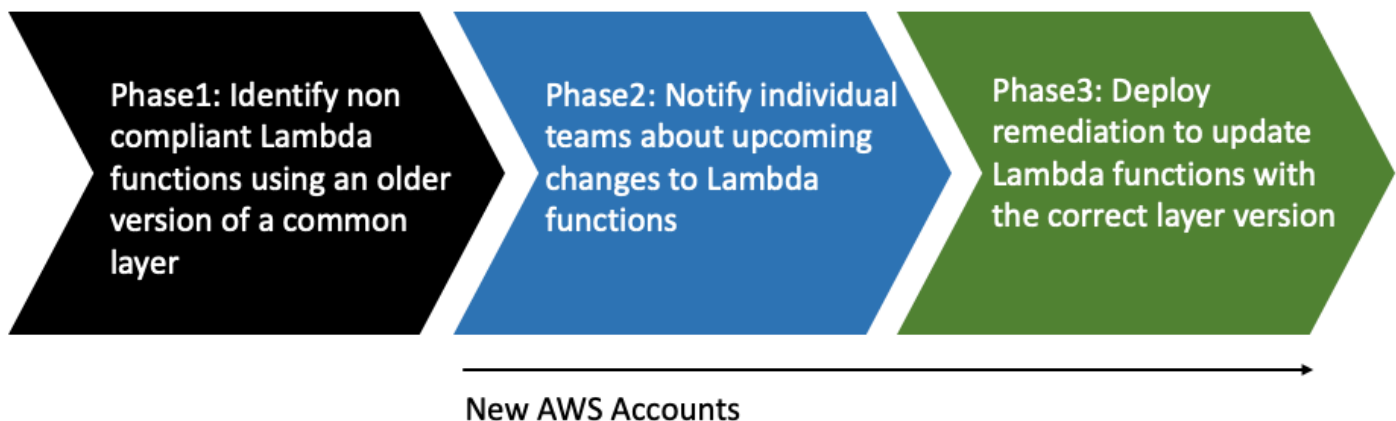 Phase1: Identify non
compliant Lambda
functions using an older
version of a common
layer
Phase2: Notify individual
teams about upcoming
changes to Lambda
functions
Phase3: Deploy
remediation to update
Lambda functions with
the correct layer version
New AWS Accounts